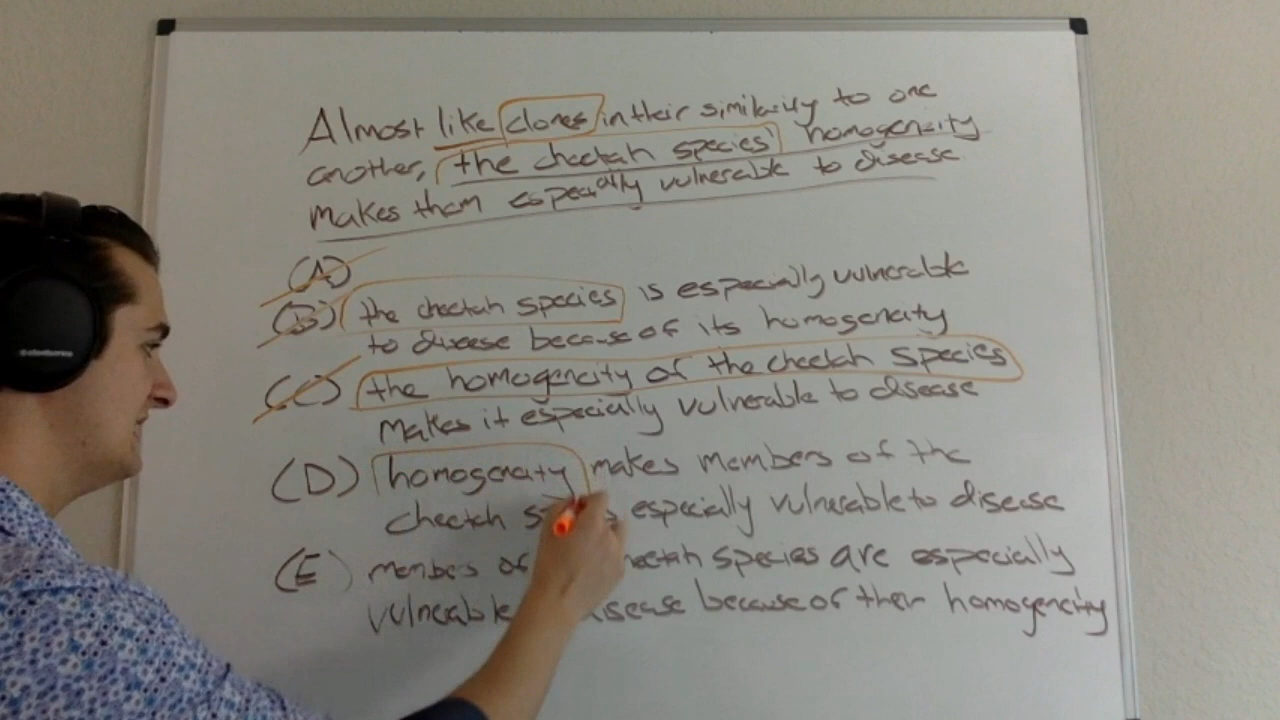 Almost like clones in their similarity to one
another, the cheetah species' homogeneity
makes them especially vulnerable to disease
(A)
(B) the cheetah species is especially vulnerable
to disease because of its homogeneity
(C) the homogeneity of the cheetah species
makes it especially vulnerable to disease
(D) homogeneity makes members of the
cheetah especially vulnerable to disease
(E) members of species are especially
vulnerable because of their homogeneity